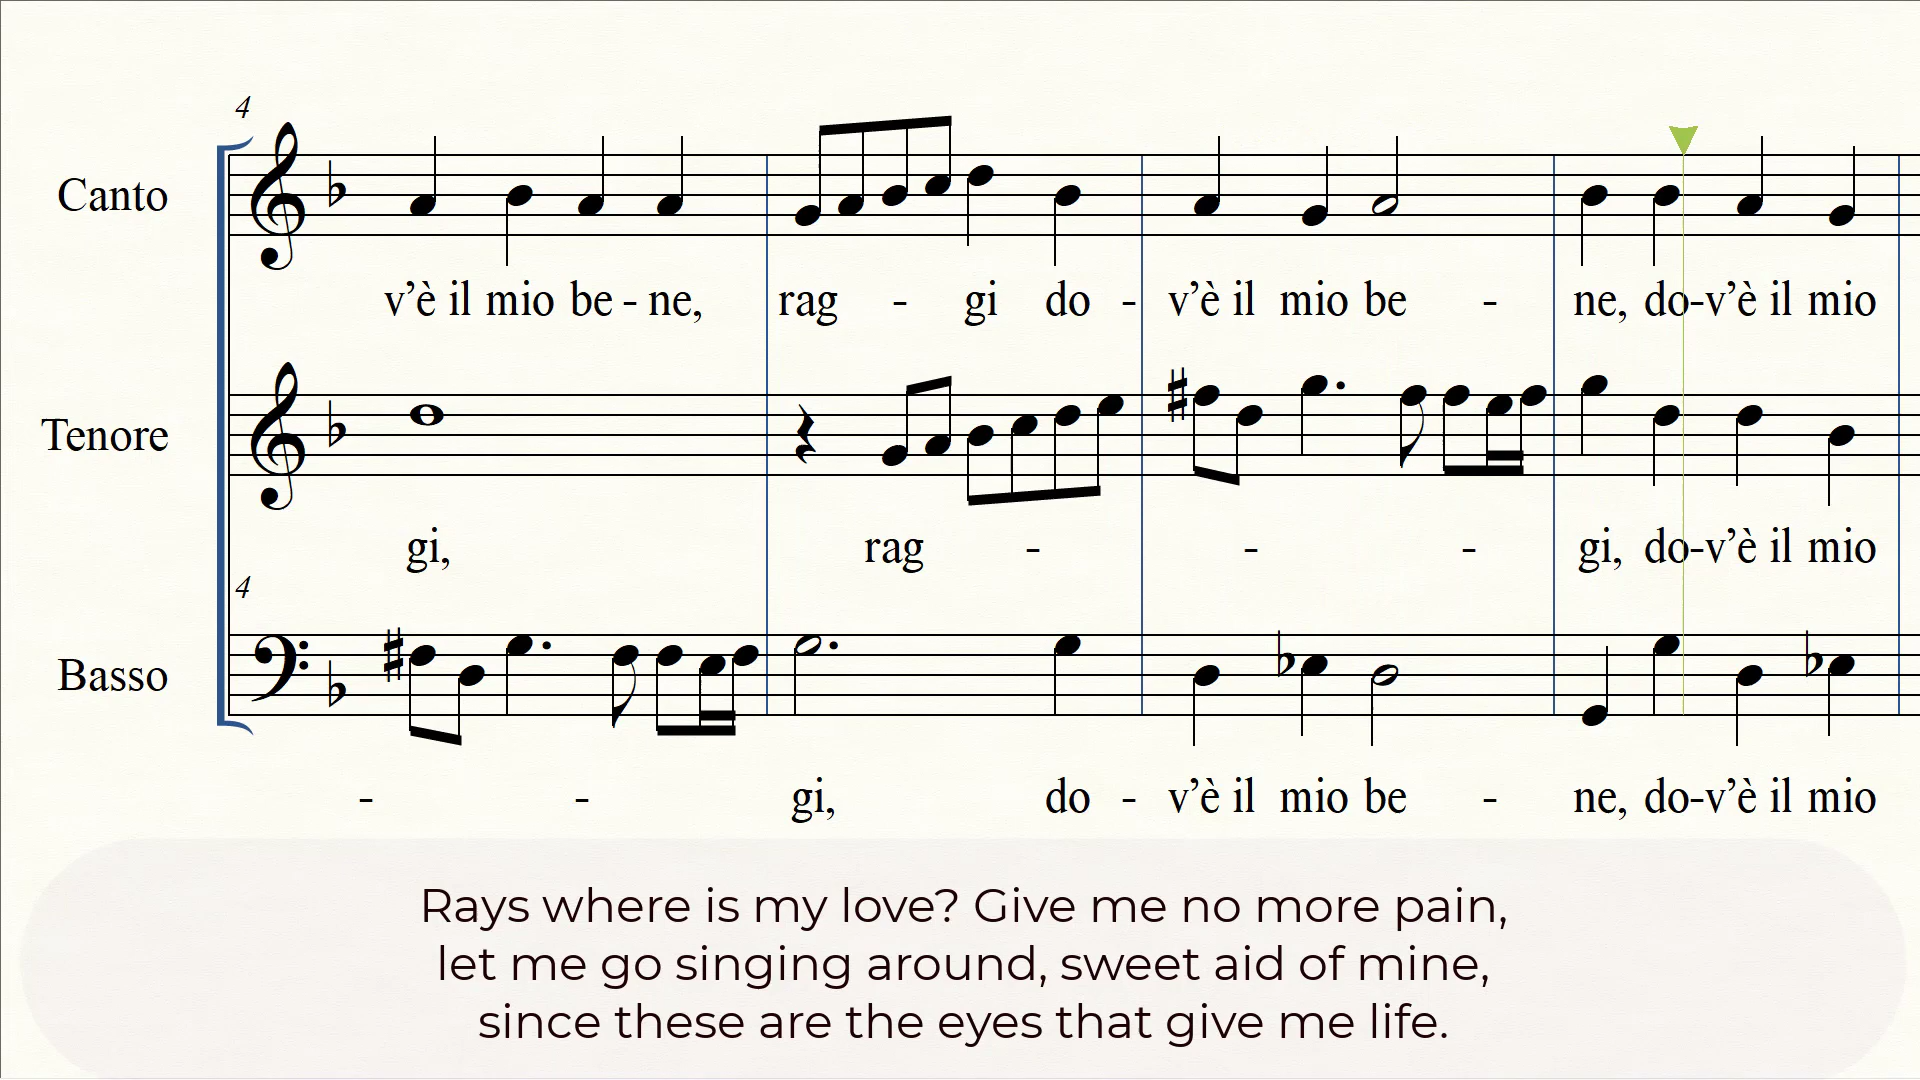 4
Canto
v’è il mio be - ne, rag - gi do - v’è il mio be - ne, do-v’è il mio
Tenore
gi, rag - - - gi, do-v’è il mio
4
Basso
- - gi, do - v’è il mio be - ne, do-v’è il mio
Rays where is my love? Give me no more pain,
let me go singing around, sweet aid of mine,
since these are the eyes that give me life.